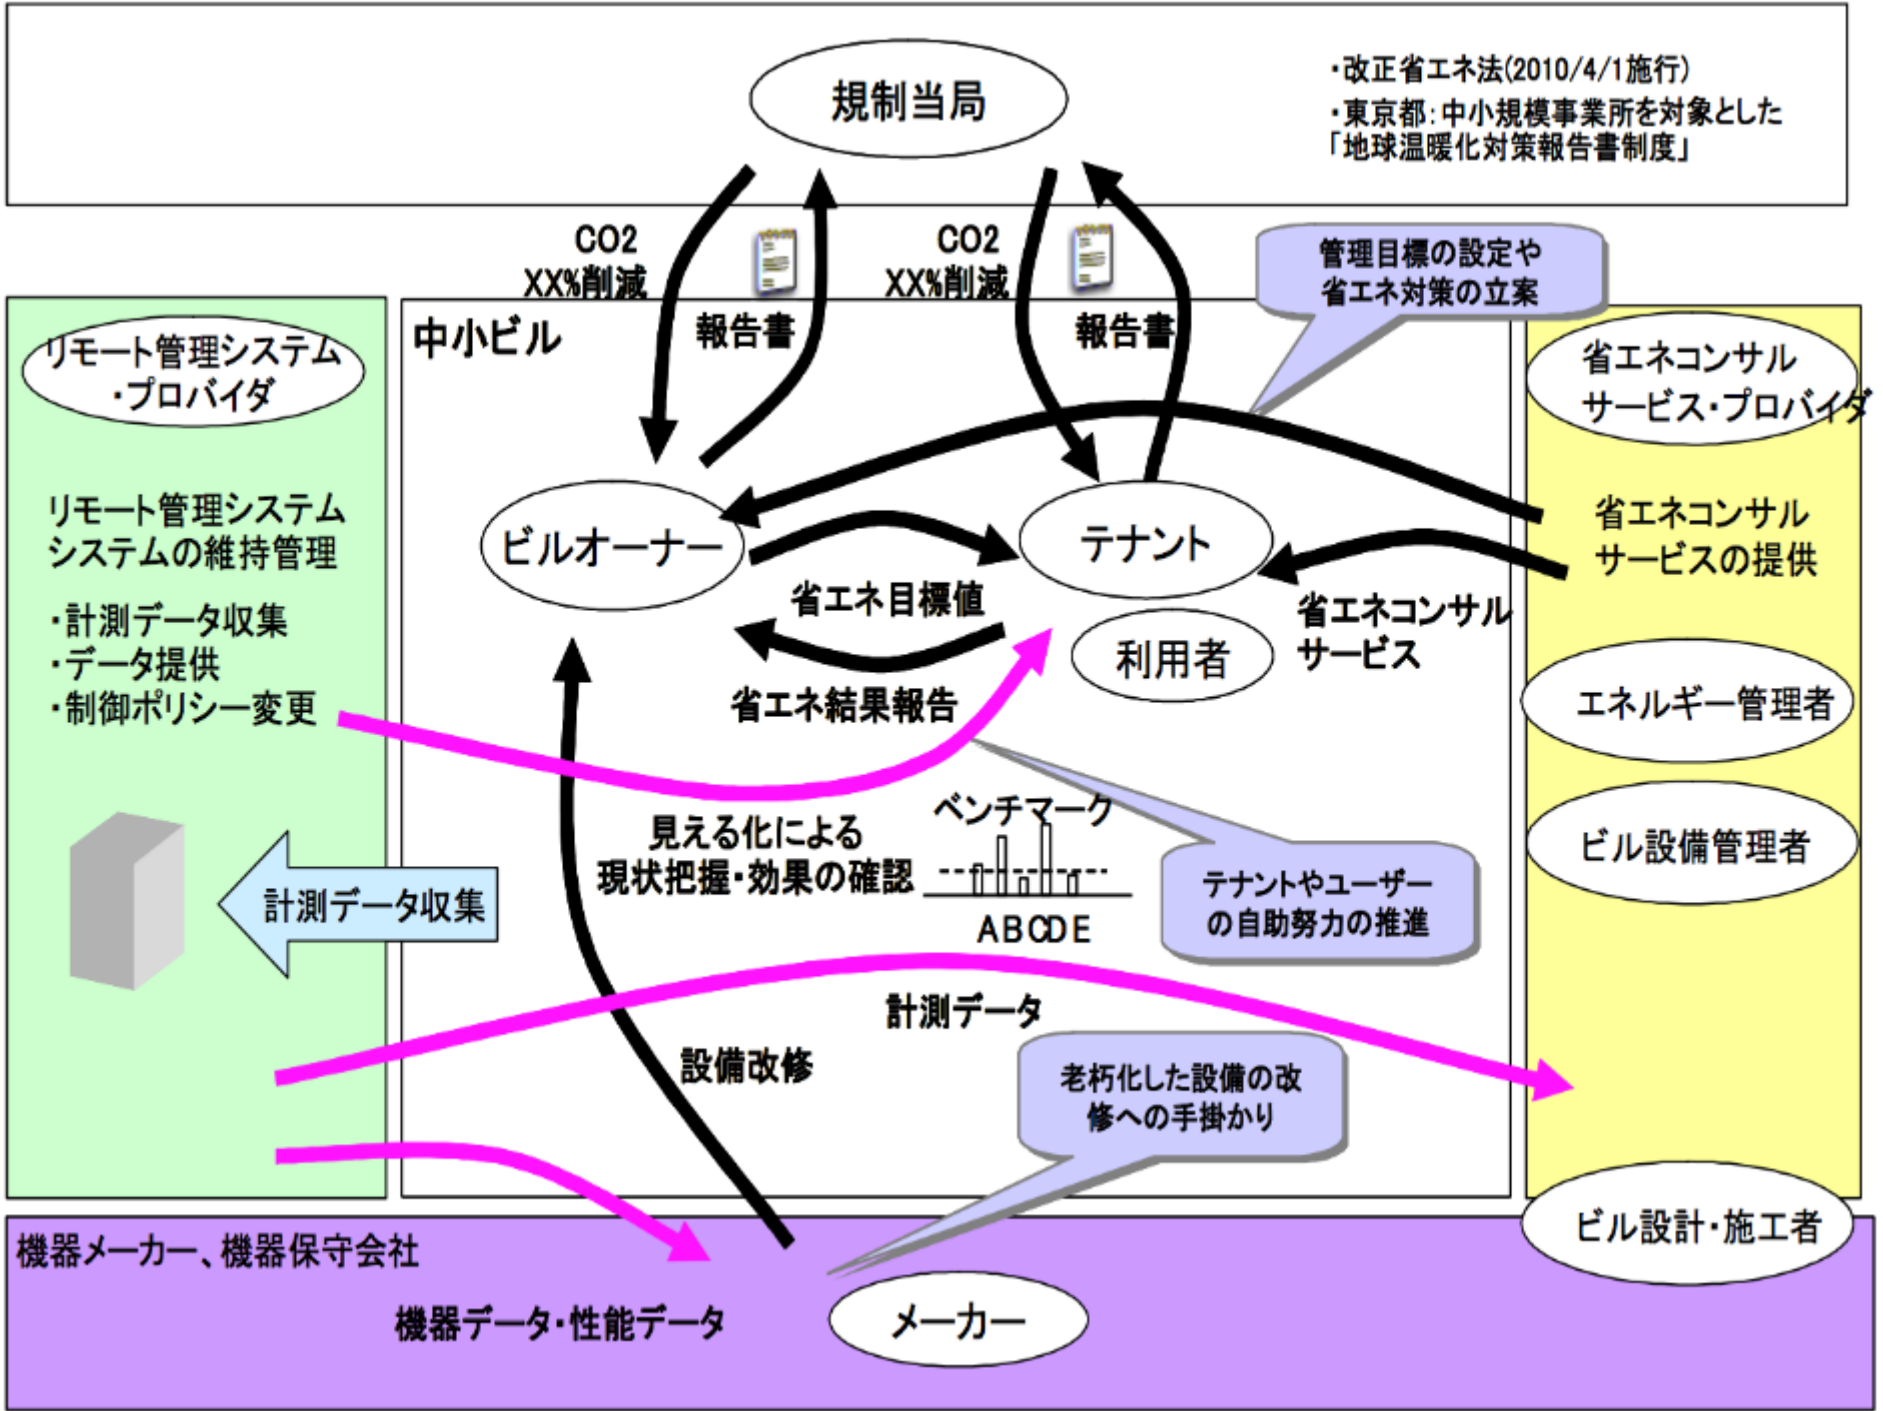 規制当局
・改正省エネ法(2010/4/1施行)
・東京都：中小規模事業所を対象とした
「地球温暖化対策報告書制度」
CO2
XX%削減
報告書
CO2
XX%削減
報告書
管理目標の設定や
省エネ対策の立案
リモート管理システム
・プロバイダ
リモート管理システム
システムの維持管理
・計測データ収集
・データ提供
・制御ポリシー変更
計測データ収集
中小ビル
ビルオーナー
テナント
利用者
省エネ目標値
省エネ結果報告
省エネコンサル
サービス
見える化による
現状把握・効果の確認
ベンチマーク
ABCDE
テナントやユーザー
の自助努力の推進
計測データ
設備改修
老朽化した設備の改
修への手掛かり
省エネコンサル
サービス・プロバイダ
省エネコンサル
サービスの提供
エネルギー管理者
ビル設備管理者
ビル設計・施工者
機器メーカー、機器保守会社
機器データ・性能データ
メーカー